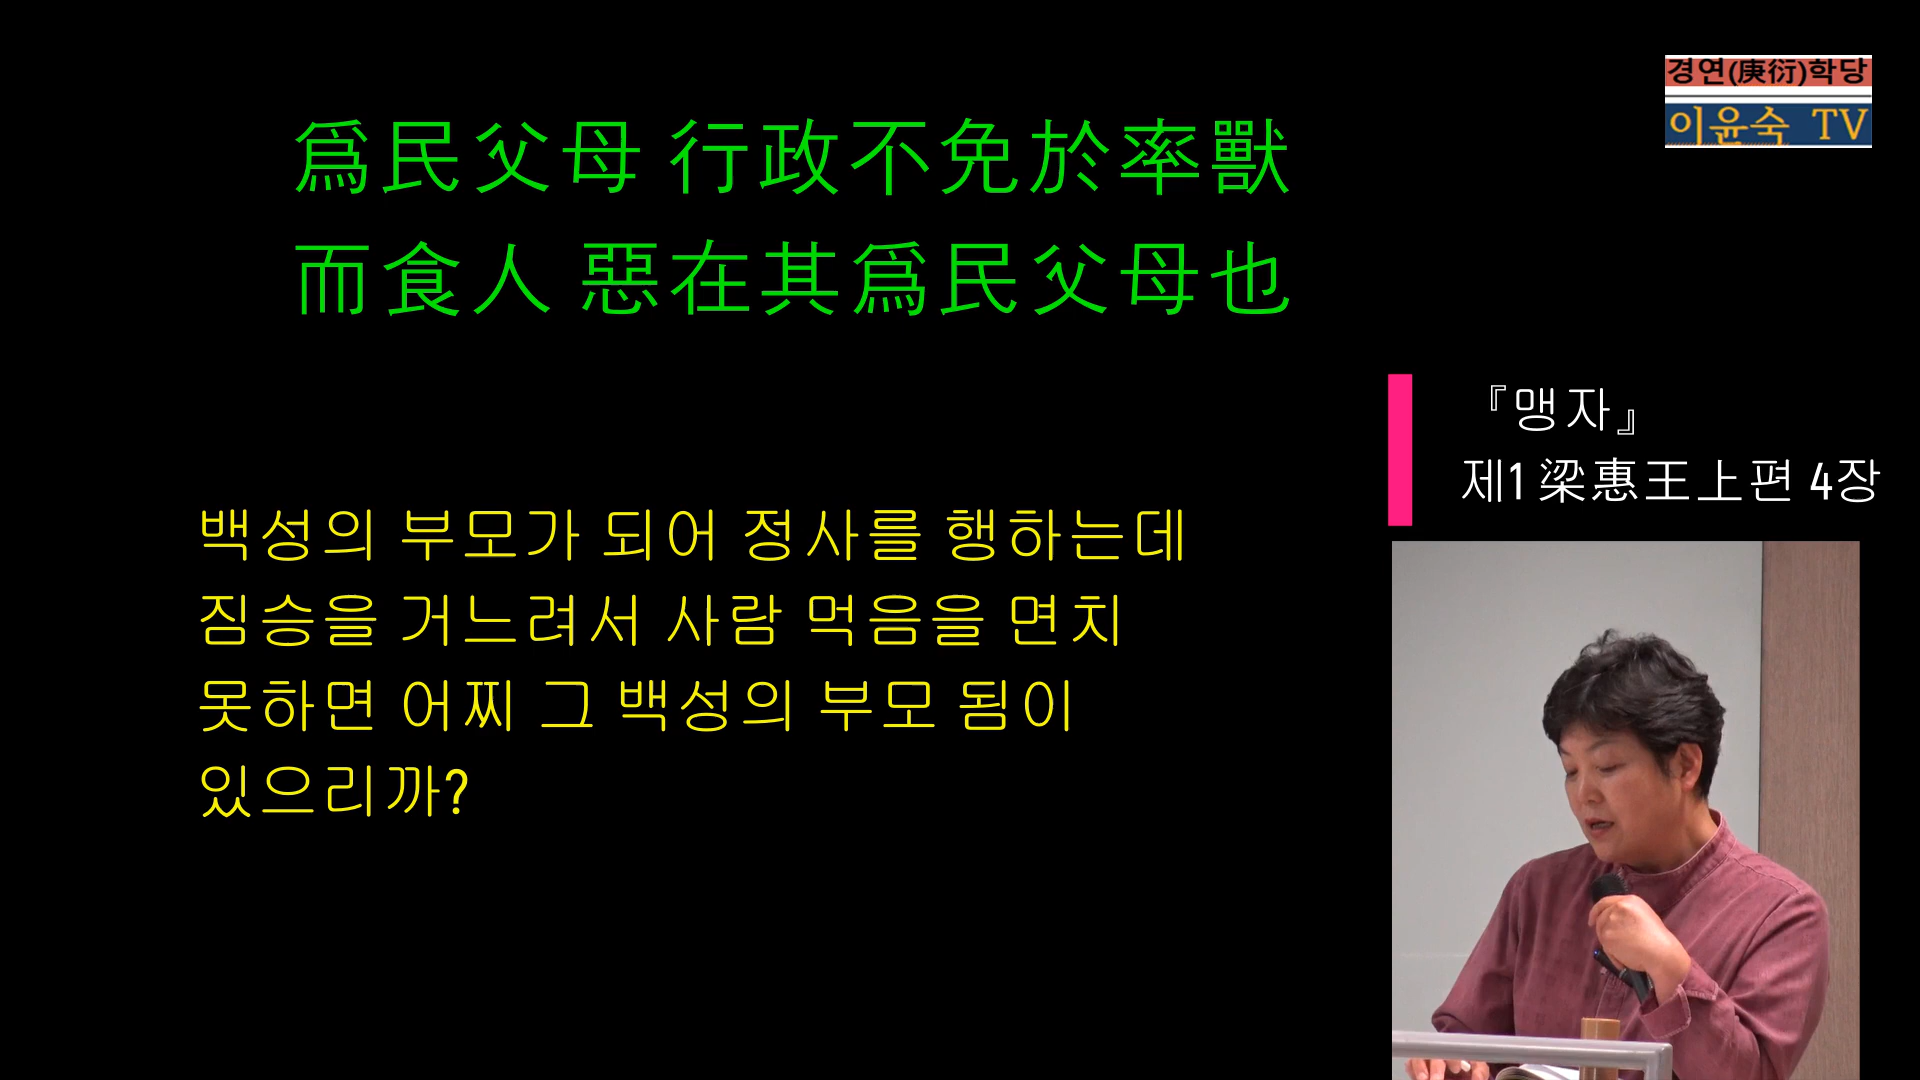 경연(庚衍)학당
이윤숙 TV
爲民父母 行政不免於率獸
而食人 惡在其爲民父母也
『맹자』
제1 梁惠王上편 4장
백성의 부모가 되어 정사를 행하는데
짐승을 거느려서 사람 먹음을 면치
못하면 어찌 그 백성의 부모 됨이
있으리까?